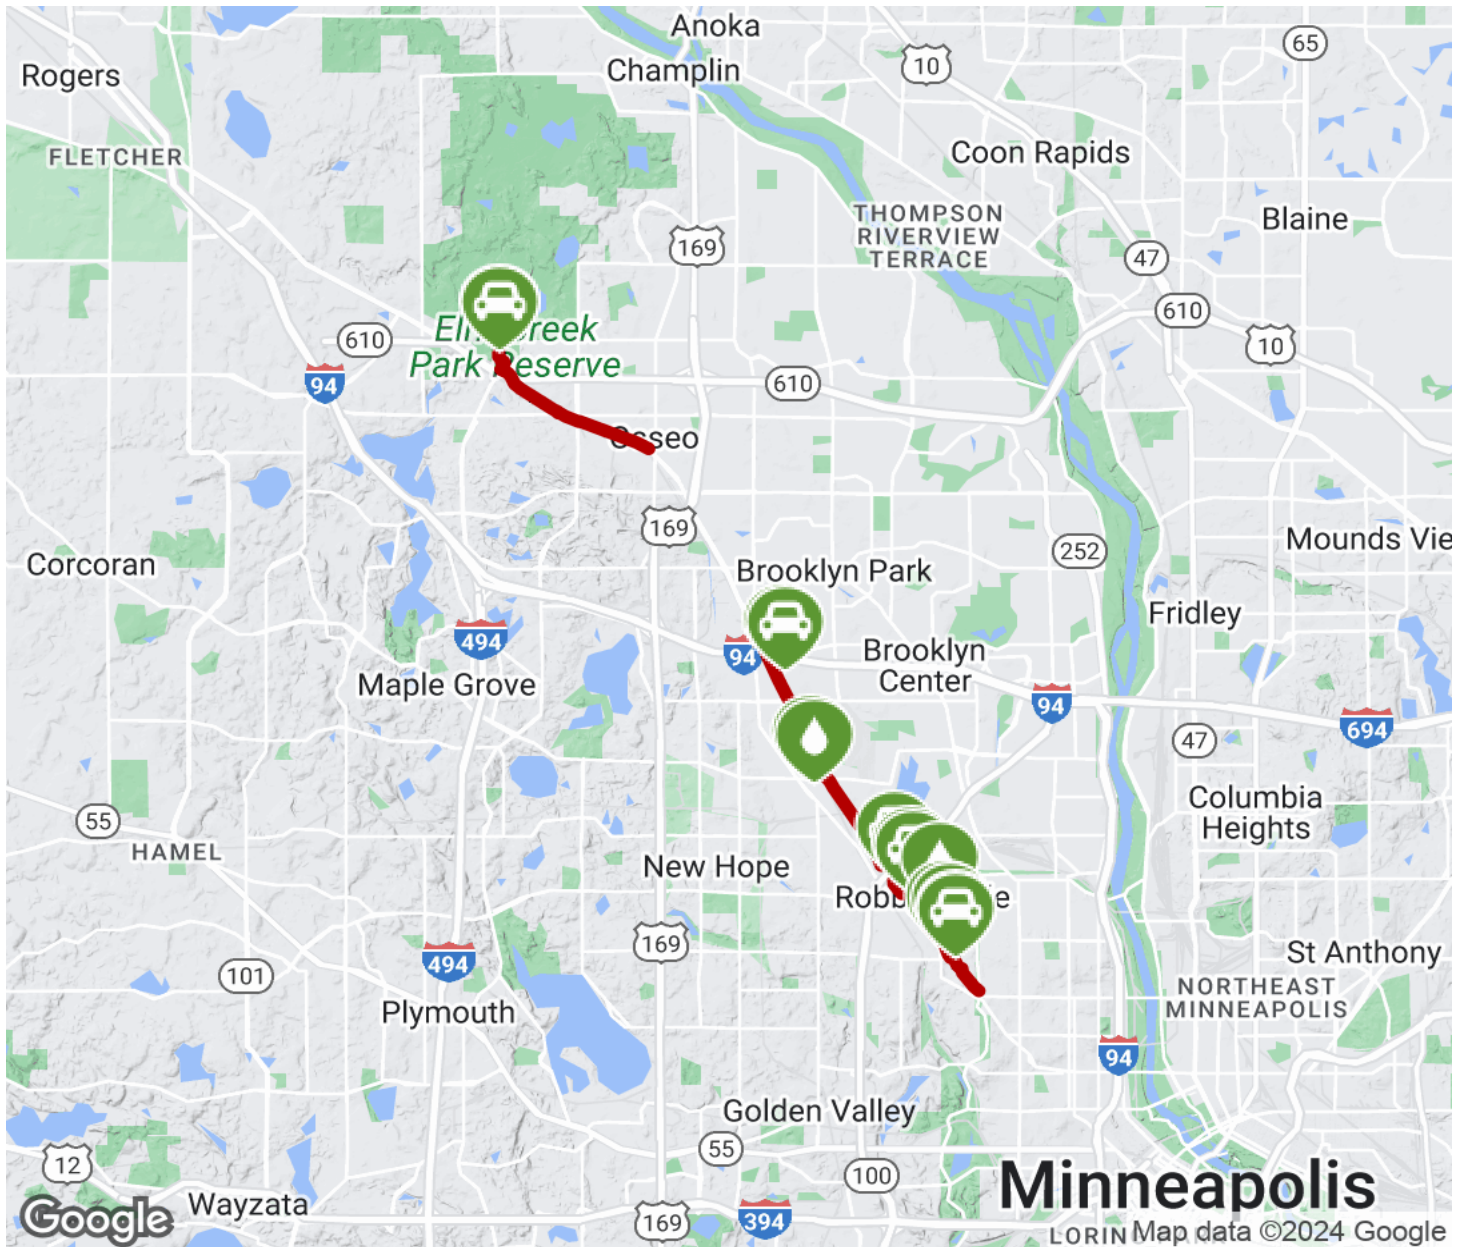 Anoka
Champlin
10
65
Rogers
FLETCHER
Coon Rapids
THOMPSON
RIVERVIEW
TERRACE
Blaine
169
47
610
10
610
Park Reserve
94
610
169
Corcoran
Brooklyn Park
252
Mounds Vie
Fridley
494
94
Brooklyn
Center
Maple Grove
94
47
694
55
HAMEL
Columbia
Heights
New Hope
169
St Anthony
494
101
NORTHEAST
MINNEAPOLIS
Plymouth
94
Golden Valley
55
100
12
Minneapolis
Wayzata
Google
169
394
LORIN
Map data ©2024 Google